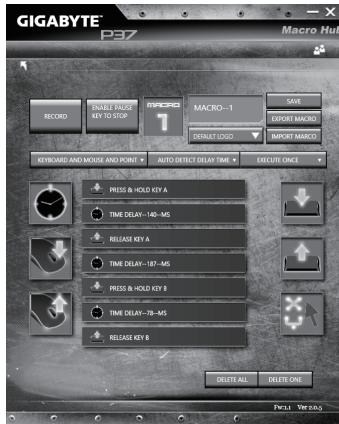 GIGABYTE™
P37
Macro Hub
RECORD
ENABLE PAUSE
KEY TO STOP
MACRO
1
MACRO--1
DEFAULT LOGO
SAVE
EXPORT MACRO
IMPORT MARCO
KEYBOARD AND MOUSE AND POINT
AUTO DETECT DELAY TIME
EXECUTE ONCE
PRESS & HOLD KEY A
TIME DELAY--140--MS
RELEASE KEY A
TIME DELAY--187--MS
PRESS & HOLD KEY B
TIME DELAY--78--MS
RELEASE KEY B
DELETE ALL
DELETE ONE
Fw:1.1 Ver 2.0.5